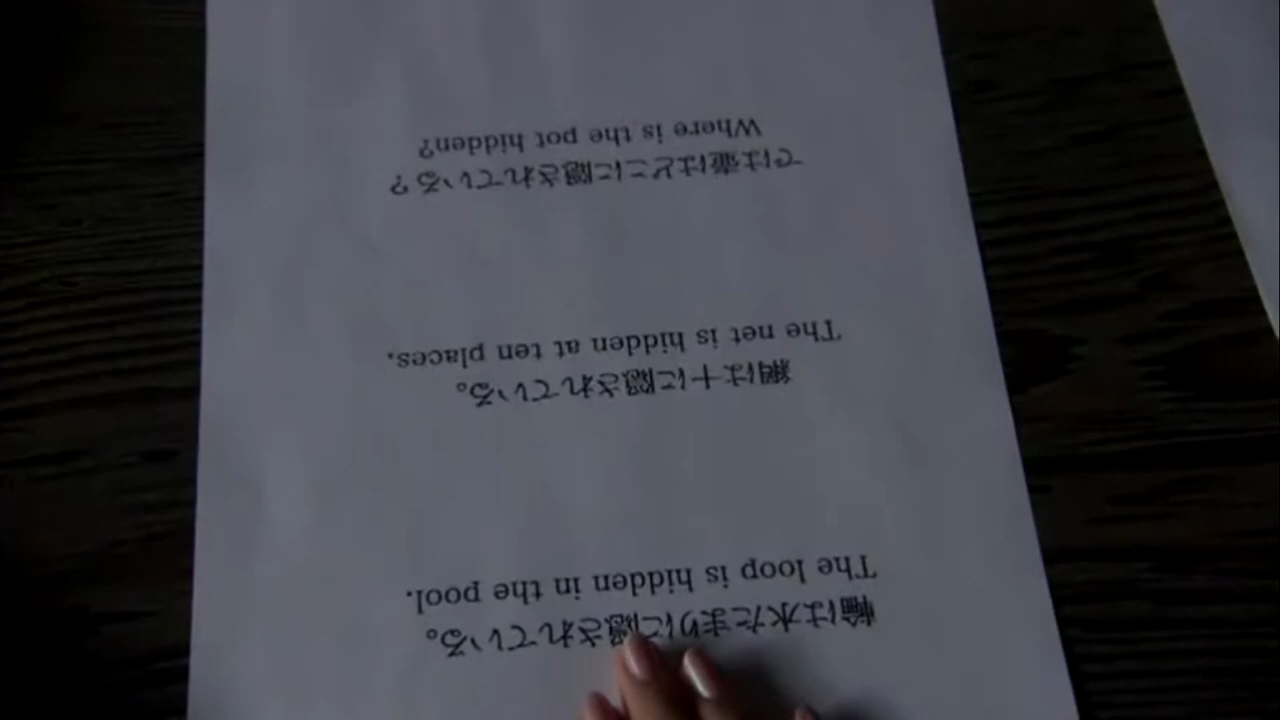 輪は水たまりに隠されている。
The loop is hidden in the pool.
網は十に隠されている。
The net is hidden at ten places.
では壷はどこに隠されている？
Where is the pot hidden?